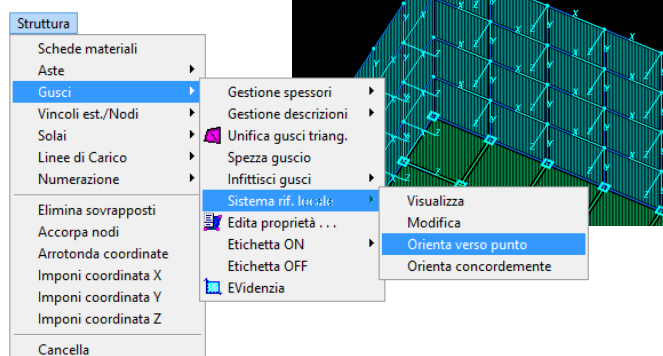 Struttura
Schede materiali
Aste
Gusci
Vincoli est./Nodi
Solai
Linee di Carico
Numerazione
Elimina sovrapposti
Accorpa nodi
Arrotonda coordinate
Imponi coordinata X
Imponi coordinata Y
Imponi coordinata Z
Cancella
Gestione spessori
Gestione descrizioni
Unifica gusci triang.
Spezza guscio
Infittisci gusci
Sistema rif. locale
Edita proprietà . . .
Etichetta ON
Etichetta OFF
EVidenzia
Visualizza
Modifica
Orienta verso punto
Orienta concordemente